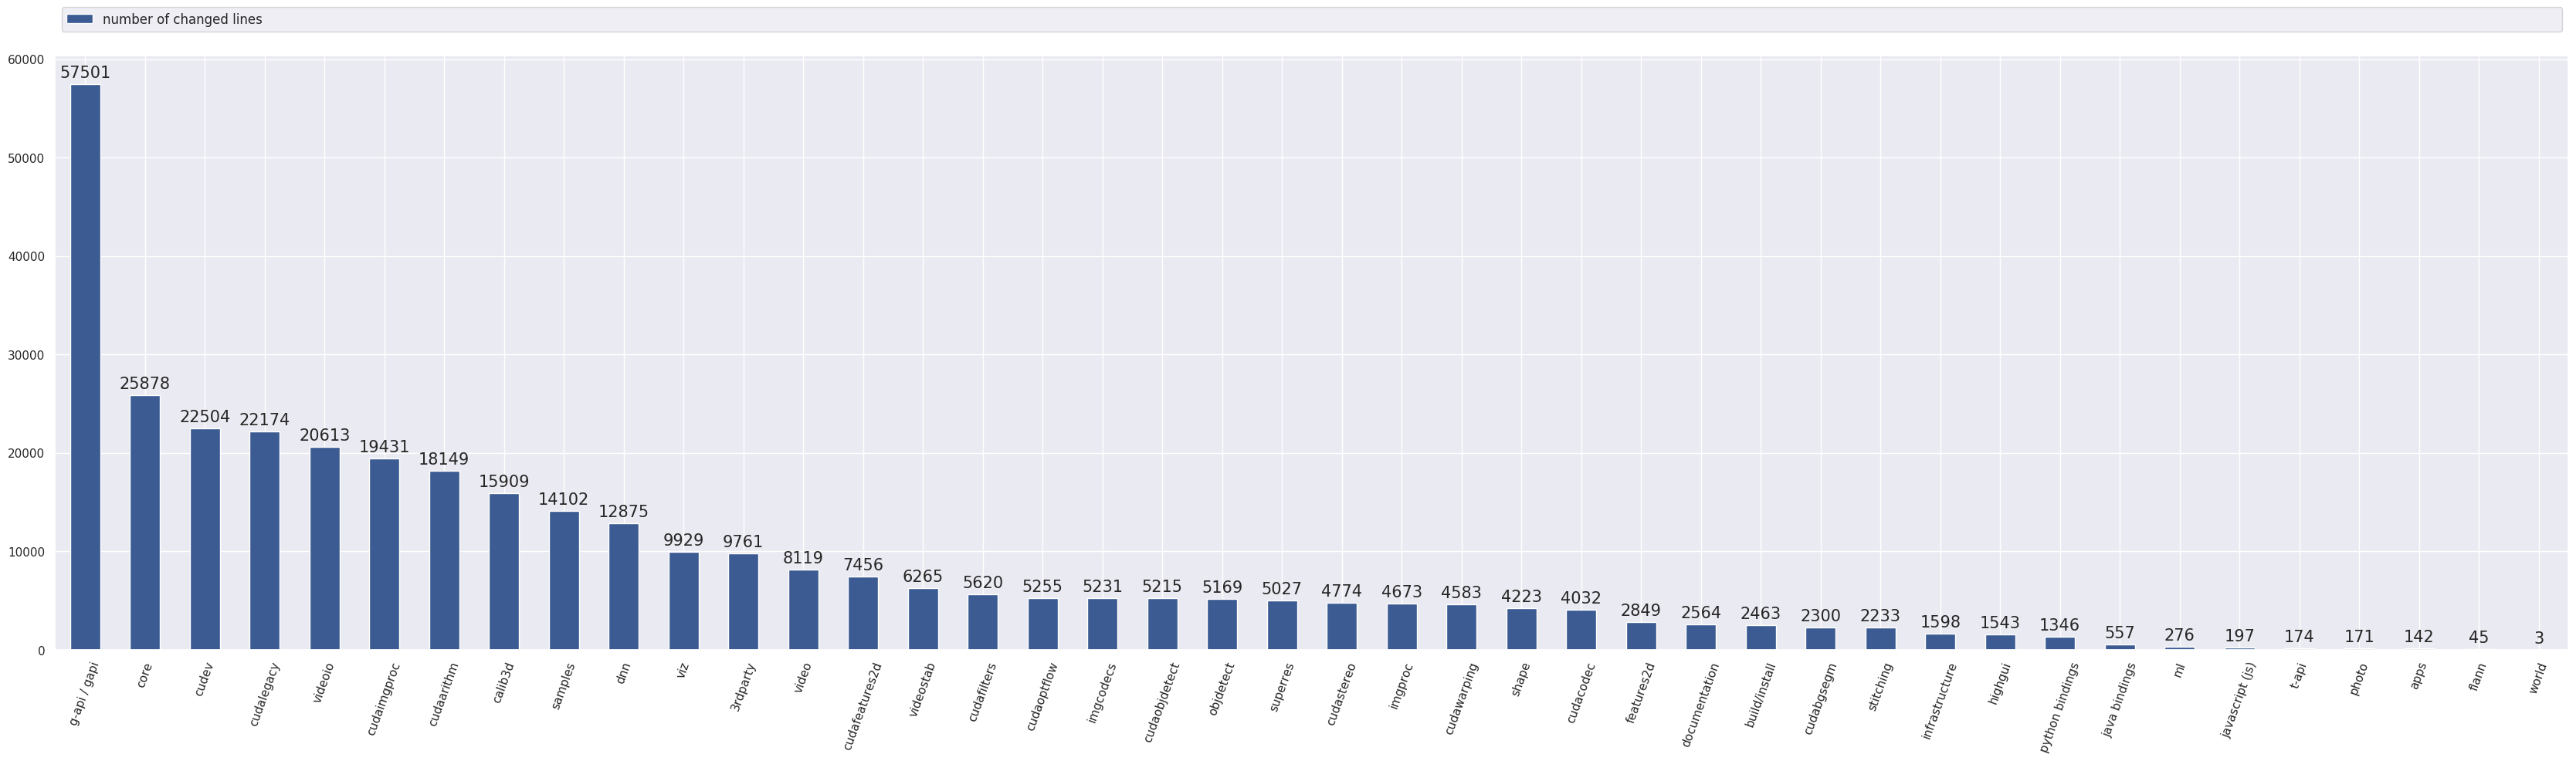 number of changed lines
60000
50000
40000
30000
20000
10000
0
57501
25878
22504
22174
20613
19431
18149
15909
14102
12875
9929
9761
8119
7456
6265
5620
5255
5231
5215
5169
5027
4774
4673
4583
4223
4032
2849
2564
2463
2300
2233
1598
1543
1346
557
276
197
174
171
142
45
3
g-api / gapi
core
cudev
cudalegacy
videoio
cudaimgproc
cudaarithm
calib3d
samples
dnn
viz
3rdparty
video
cudafeatures2d
videostab
cudafilters
cudaoptflow
imgcodecs
cudaobjdetect
objdetect
superres
cudastereo
imgproc
cudawarping
shape
cudacodec
features2d
documentation
build/install
cudabgsegm
stitching
infrastructure
highgui
python bindings
java bindings
ml
javascript (js)
t-api
photo
apps
flann
world